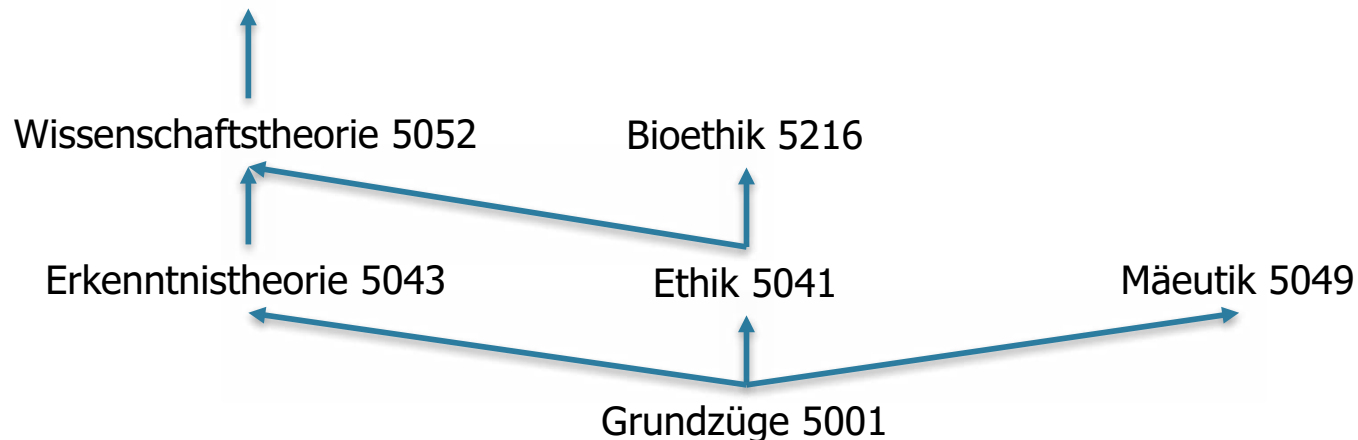 Wissenschaftstheorie 5052
Bioethik 5216
Erkenntnistheorie 5043
Ethik 5041
Mäeutik 5049
Grundzüge 5001